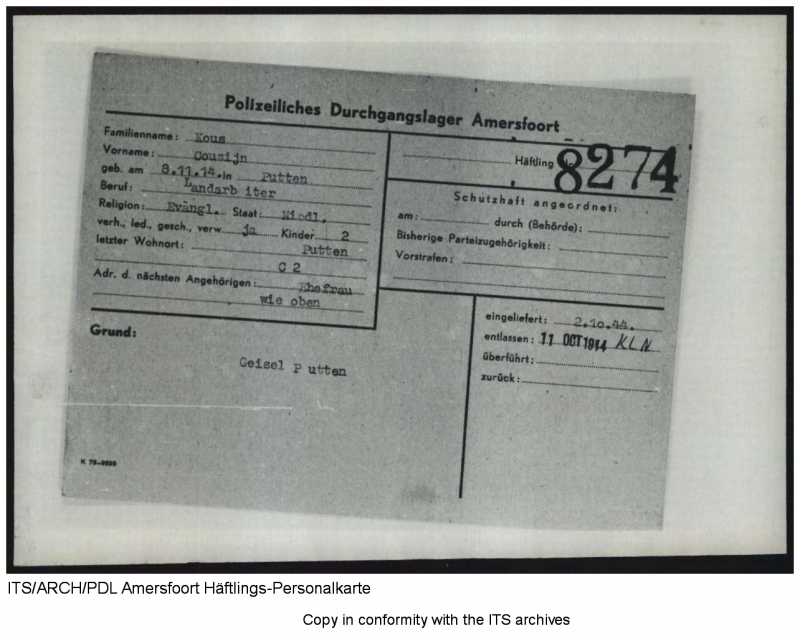 Polizeiliches Durchgangslager Amersfoort
Familienname: Kous
Vorname: Couzijn
geb. am 8.11.14. in Putten
Beruf: Landarb iter
Religion: Evangl. Staat: Niedl.
verh., led., gesch., verw. ja Kinder 2
letzter Wohnort: Putten
C 2
Adr. d. nächsten Angehörigen: Ehefrau
wie oben
Häftling 8274
Schutzhaft angeordnet:
am: durch (Behörde):
Bisherige Parteizugehörigkeit:
Vorstrafen:
Grund:
Geisel P utten
eingeliefert: 2.10.44.
entlassen: 11 OCT 1944 KLN
überführt:
zurück:
K 73-0520
ITS/ARCH/PDL Amersfoort Häftlings-Personalkarte
Copy in conformity with the ITS archives